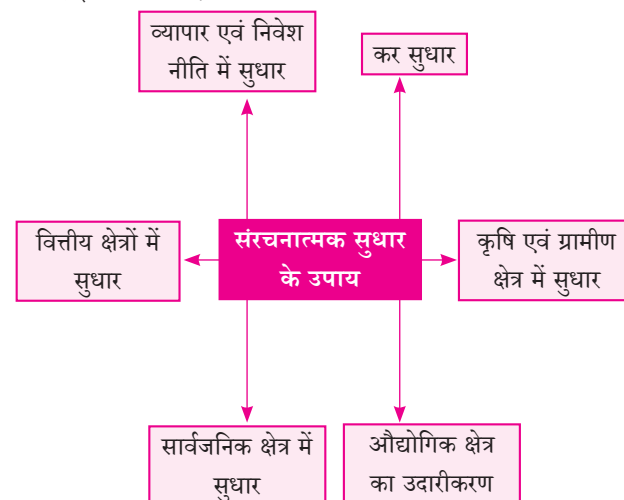 व्यापार एवं निवेश
नीति में सुधार
कर सुधार
वित्तीय क्षेत्रों में
सुधार
संरचनात्मक सुधार
के उपाय
कृषि एवं ग्रामीण
क्षेत्र में सुधार
सार्वजनिक क्षेत्र में
सुधार
औद्योगिक क्षेत्र
का उदारीकरण